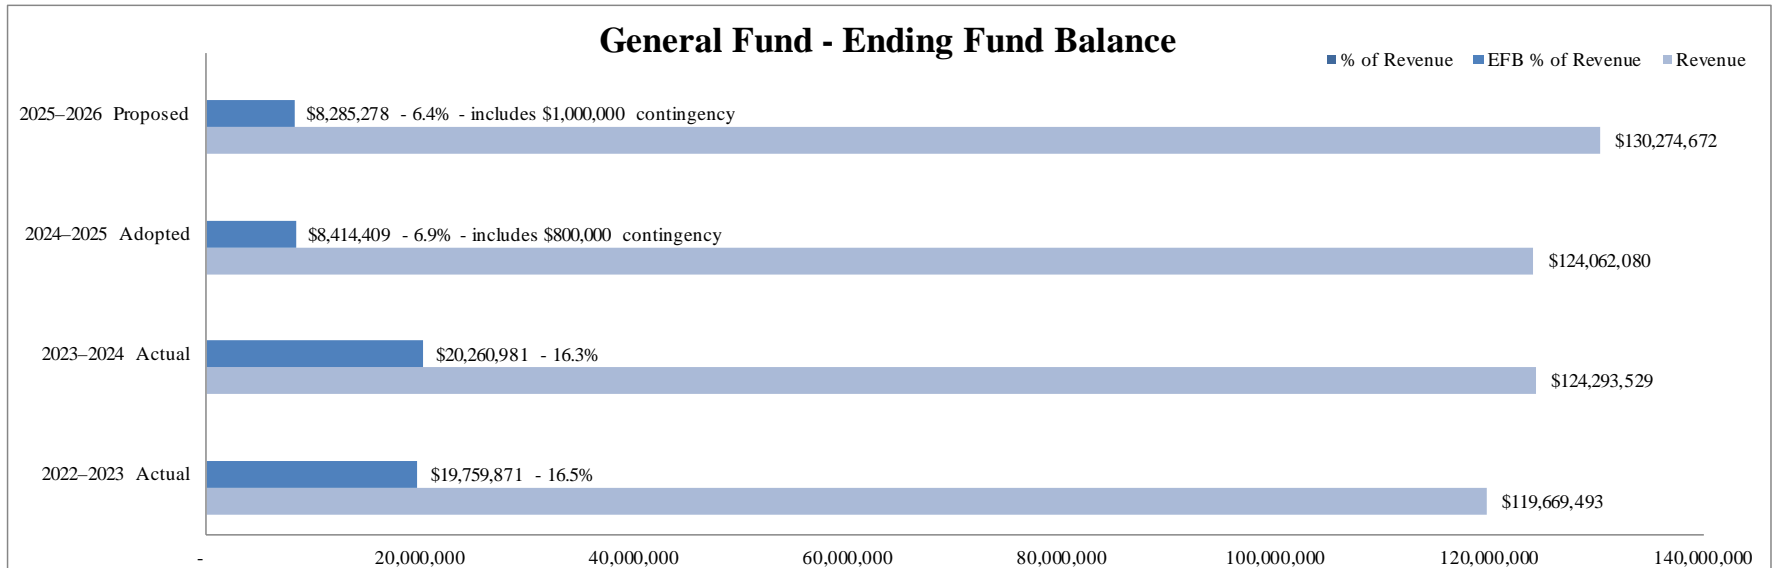 General Fund - Ending Fund Balance
% of Revenue EFB % of Revenue Revenue
2025–2026 Proposed
$8,285,278 - 6.4% - includes $1,000,000 contingency
$130,274,672
2024–2025 Adopted
$8,414,409 - 6.9% - includes $800,000 contingency
$124,062,080
2023–2024 Actual
$20,260,981 - 16.3%
$124,293,529
2022–2023 Actual
$19,759,871 - 16.5%
$119,669,493
- 20,000,000 40,000,000 60,000,000 80,000,000 100,000,000 120,000,000 140,000,000